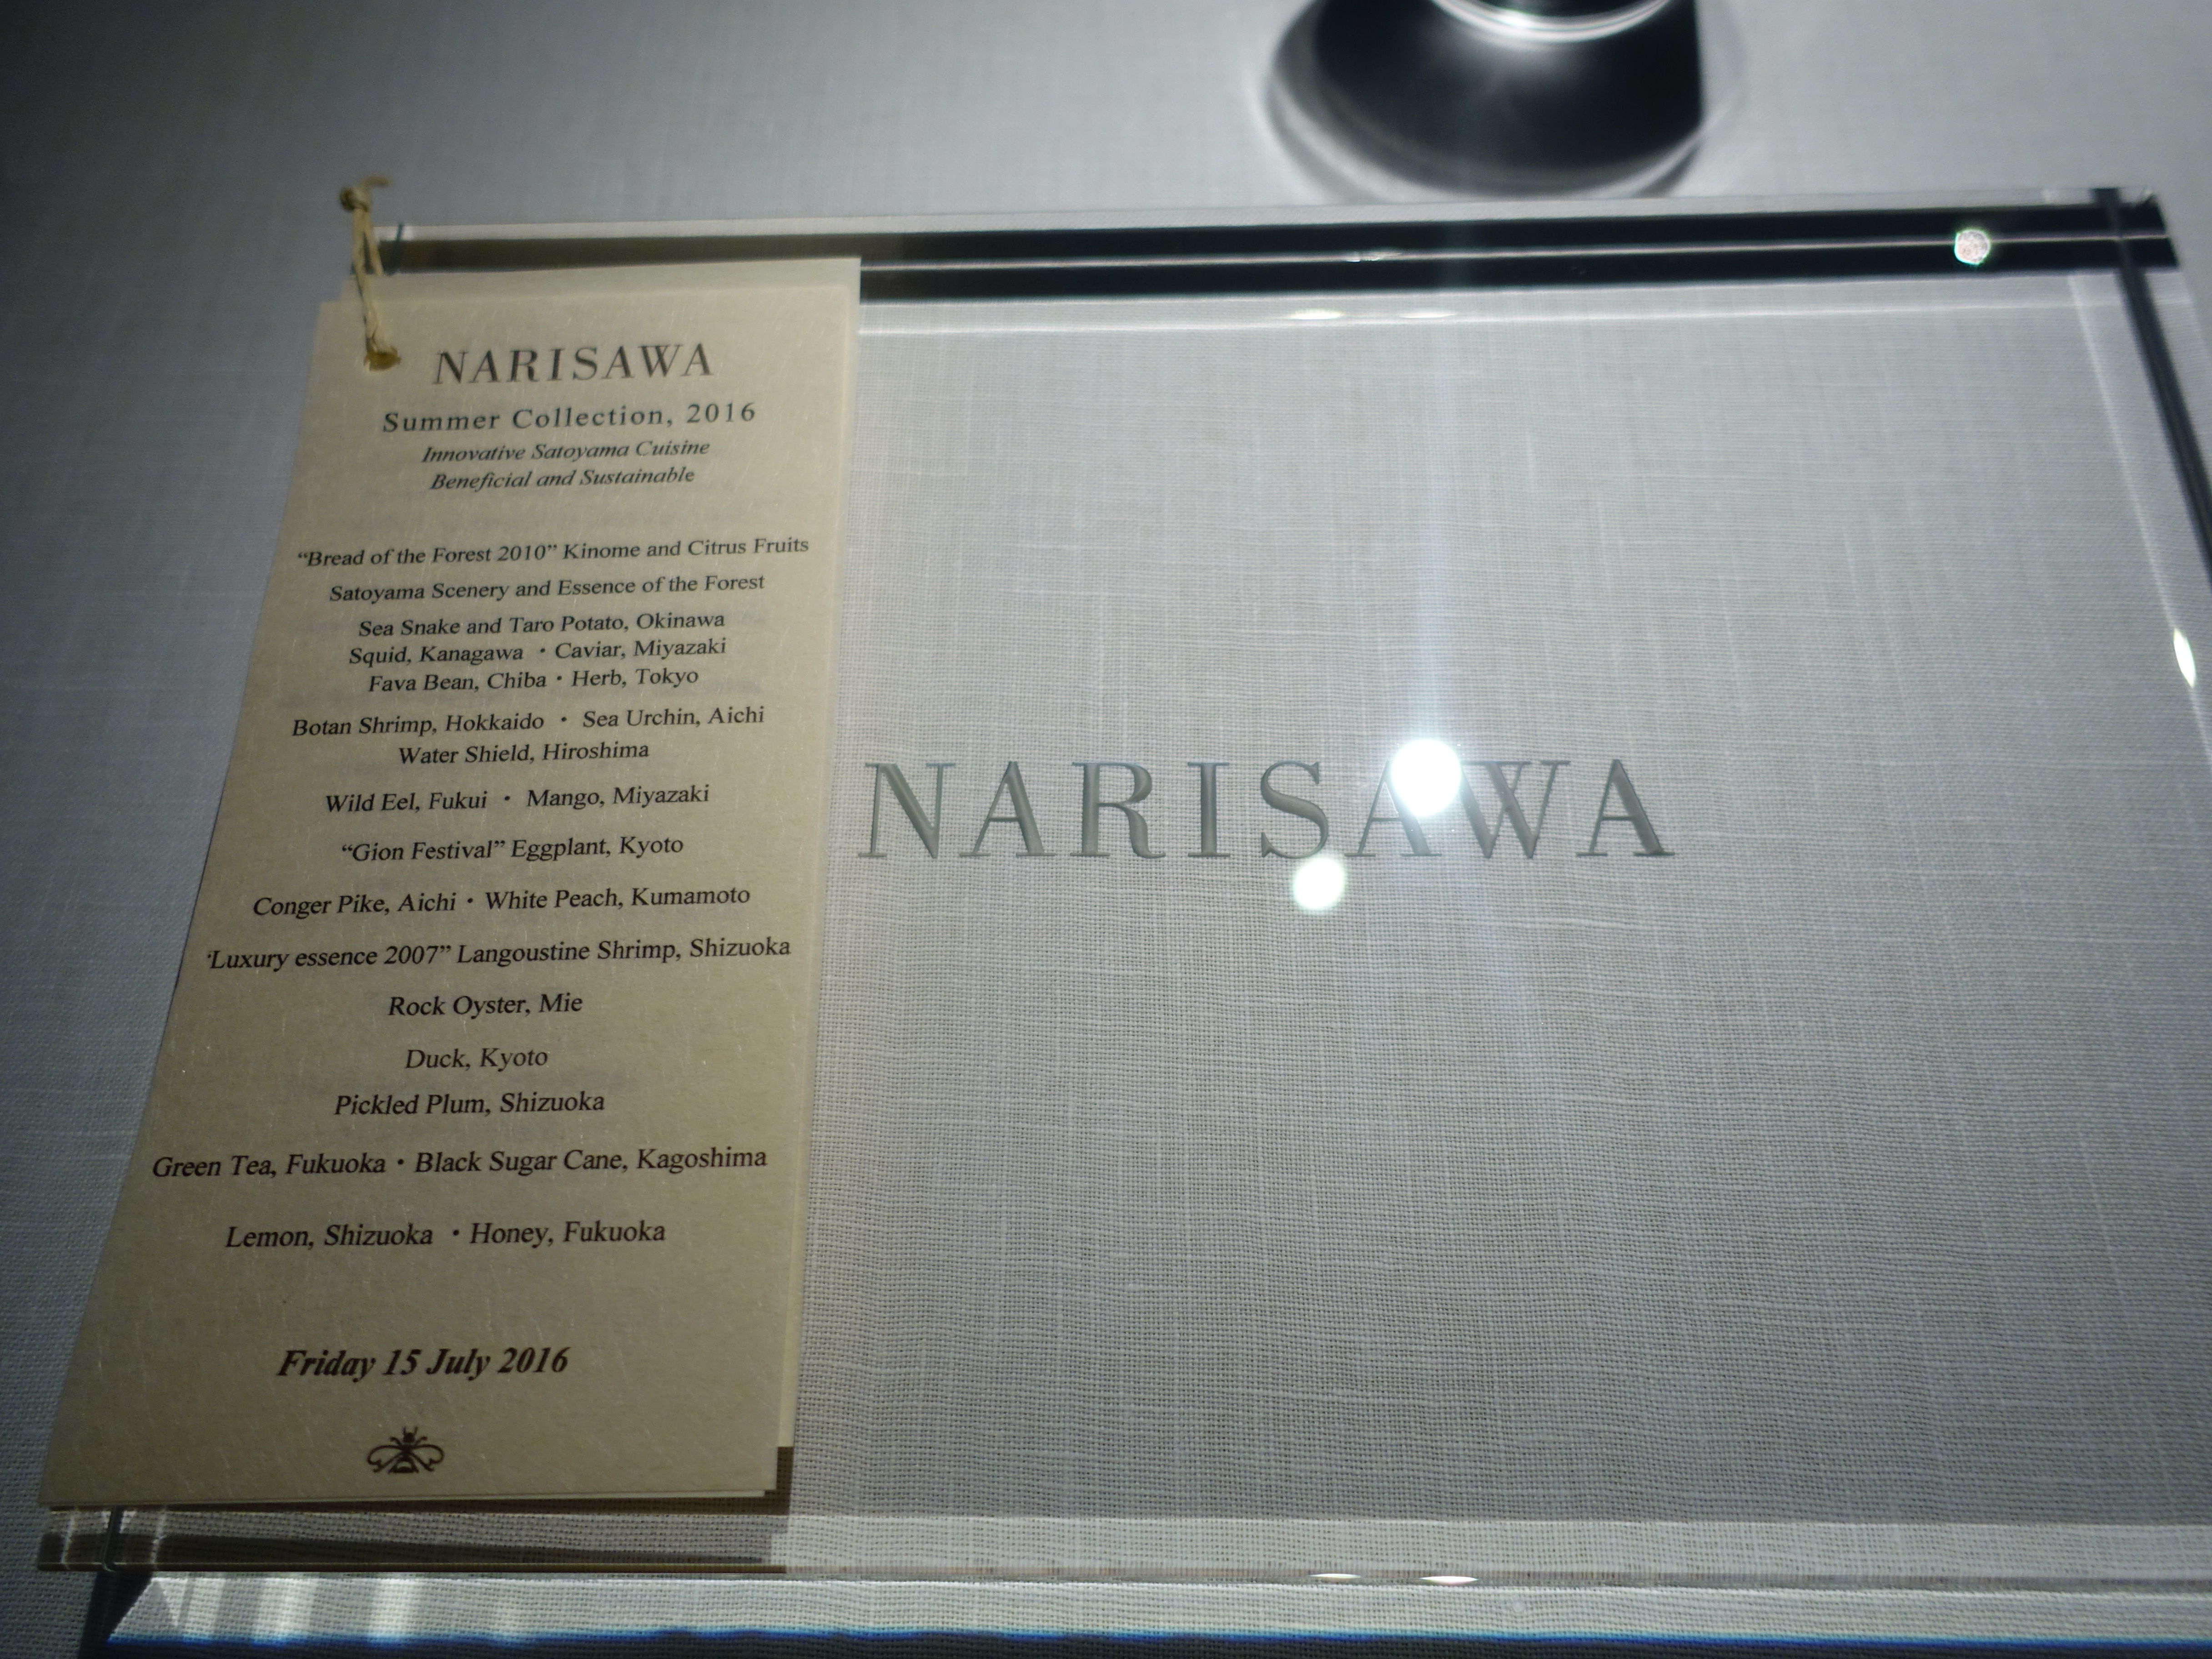 NARISAWA
Summer Collection, 2016
Innovative Satoyama Cuisine
Beneficial and Sustainable
“Bread of the Forest 2010” Kinome and Citrus Fruits
Satoyama Scenery and Essence of the Forest
Sea Snake and Taro Potato, Okinawa
Squid, Kanagawa ・ Caviar, Miyazaki
Fava Bean, Chiba・Herb, Tokyo
Botan Shrimp, Hokkaido ・ Sea Urchin, Aichi
Water Shield, Hiroshima
Wild Eel, Fukui ・ Mango, Miyazaki
“Gion Festival” Eggplant, Kyoto
Conger Pike, Aichi・White Peach, Kumamoto
‘Luxury essence 2007” Langoustine Shrimp, Shizuoka
Rock Oyster, Mie
Duck, Kyoto
Pickled Plum, Shizuoka
Green Tea, Fukuoka・Black Sugar Cane, Kagoshima
Lemon, Shizuoka ・Honey, Fukuoka
Friday 15 July 2016
NARISAWA